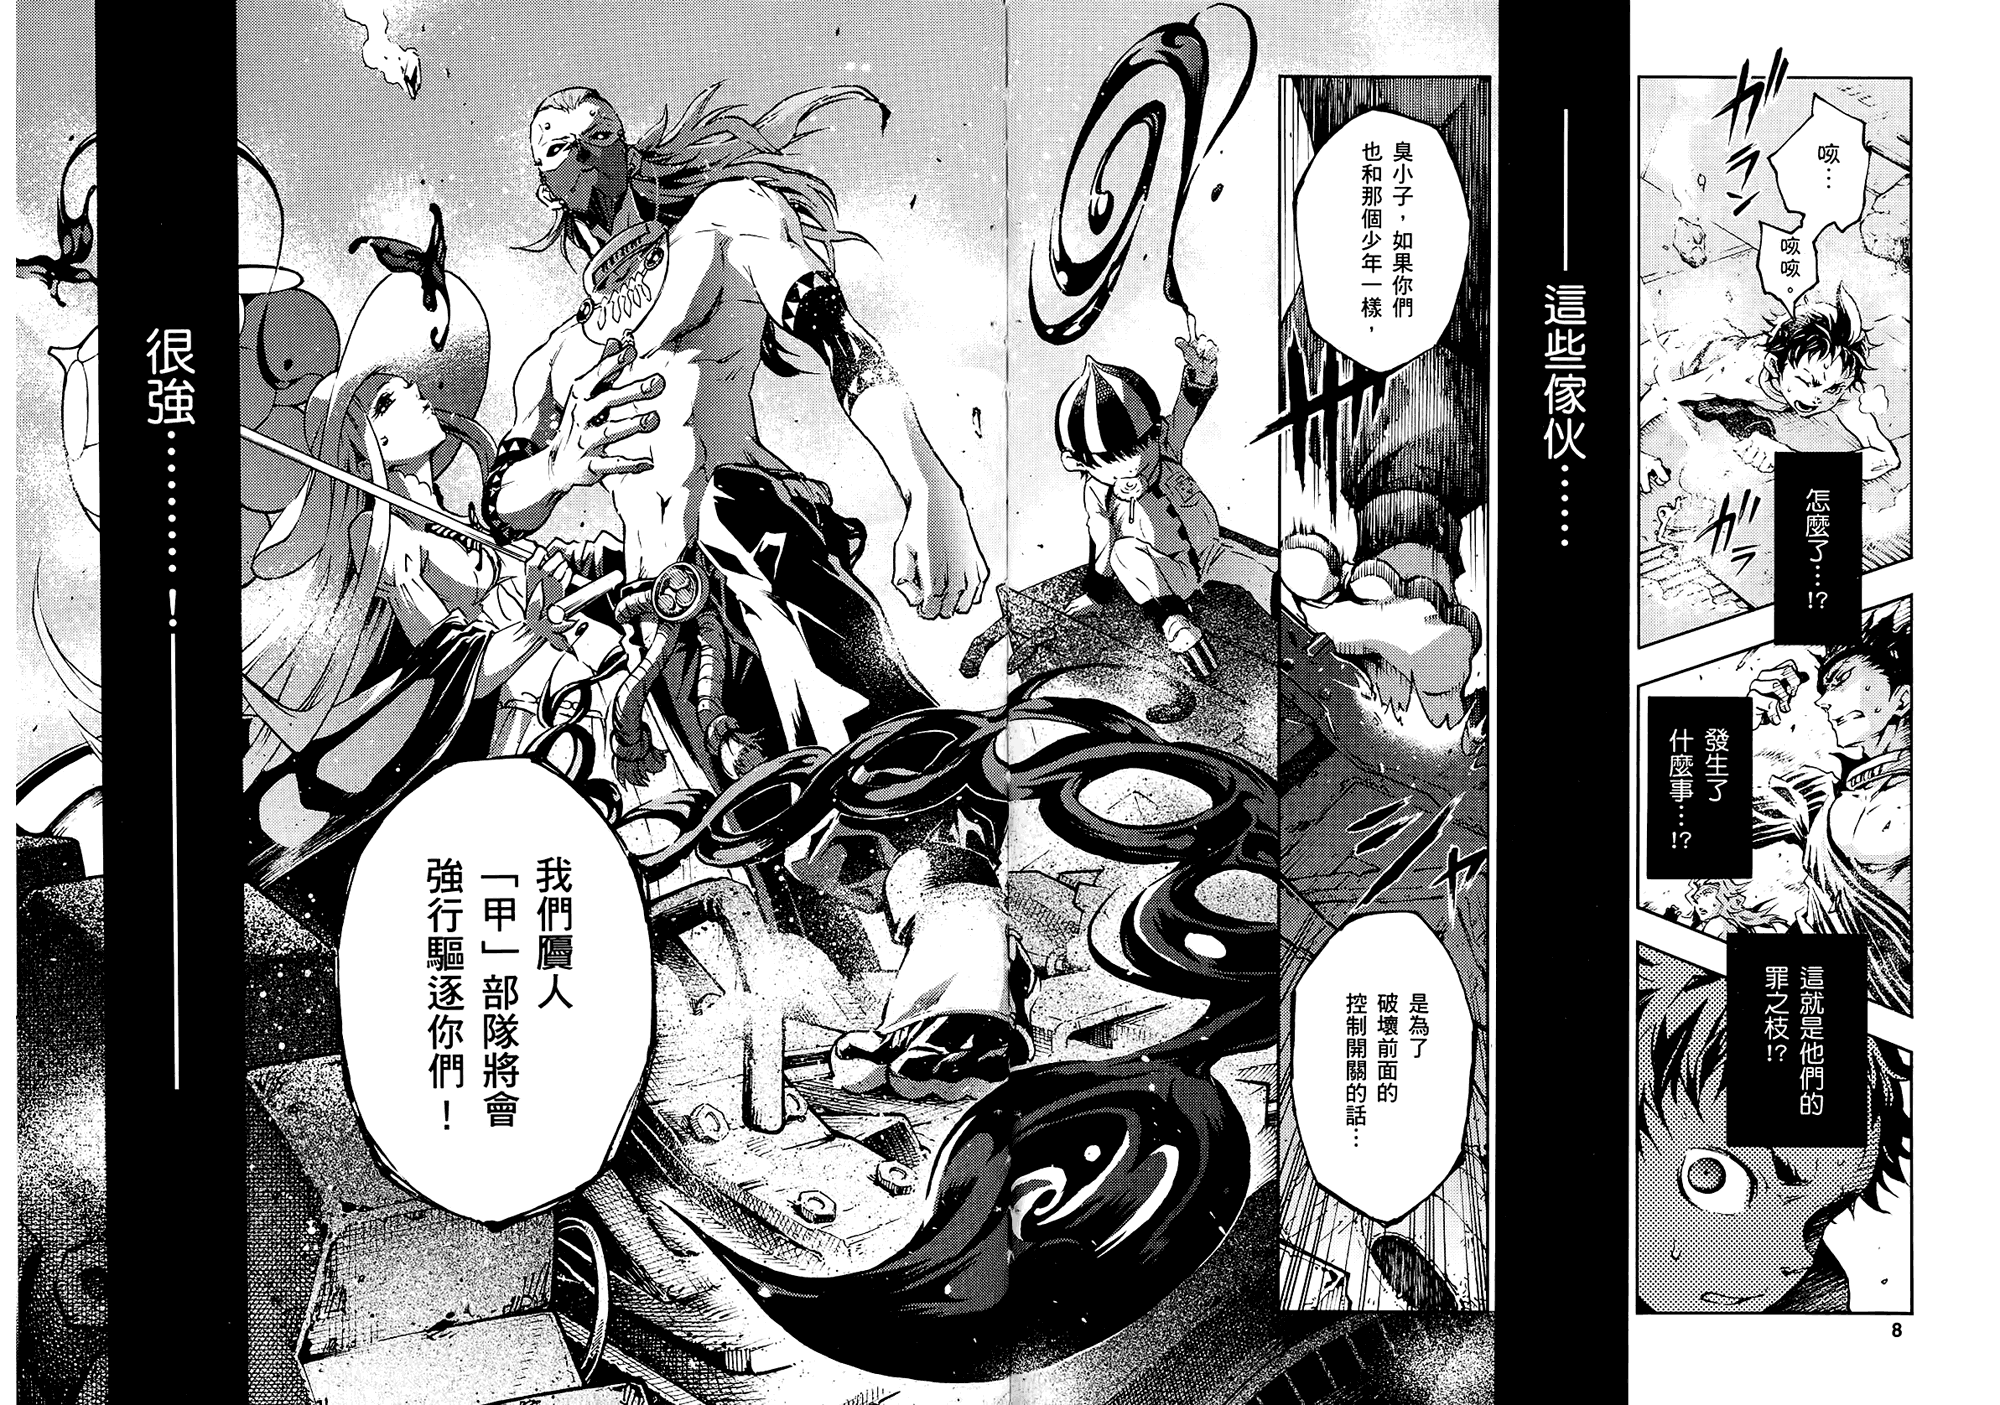 ガラン
咳…
咳咳。
ガッ
怎麼了…!?
發生了
什麼事…!?
這就是他們的
罪之枝!?
8
——這些傢伙……
臭小子，如果你們
也和那個少年一樣，
是為了
破壞前面的
控制開關的話…
我們贗人
「甲」部隊將會
強行驅逐你們！
很強………！——